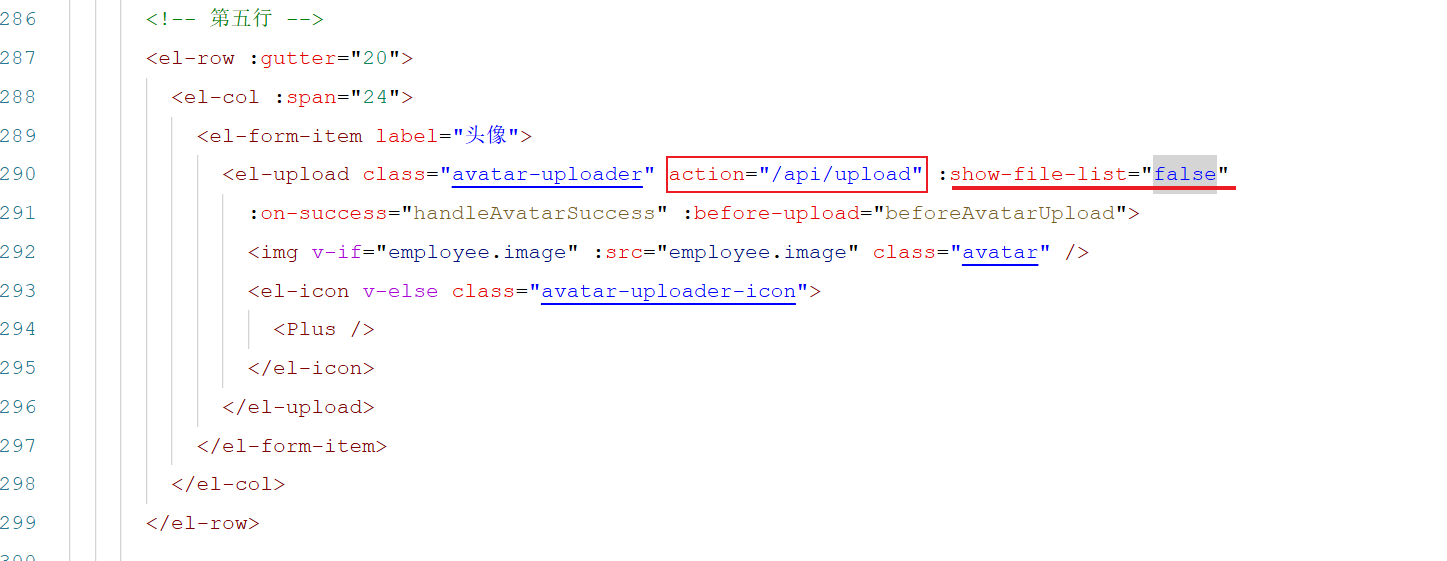 286 <!-- 第五行 -->
287 <el-row :gutter="20">
288 <el-col :span="24">
289 <el-form-item label="头像">
290 <el-upload class="avatar-uploader" action="/api/upload" :show-file-list="false"
291 :on-success="handleAvatarSuccess" :before-upload="beforeAvatarUpload">
292 <img v-if="employee.image" :src="employee.image" class="avatar" />
293 <el-icon v-else class="avatar-uploader-icon">
294 <Plus />
295 </el-icon>
296 </el-upload>
297 </el-form-item>
298 </el-col>
299 </el-row>
300